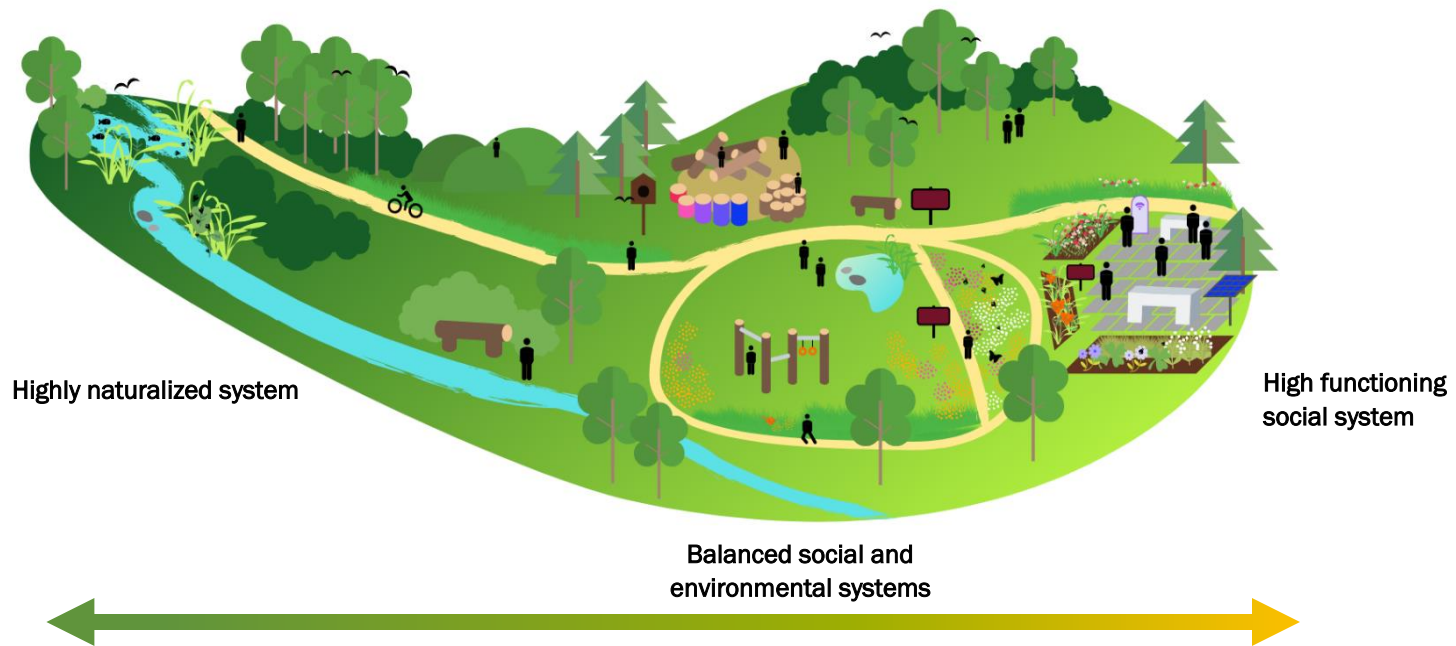 Highly naturalized system
High functioning
social system
Balanced social and
environmental systems